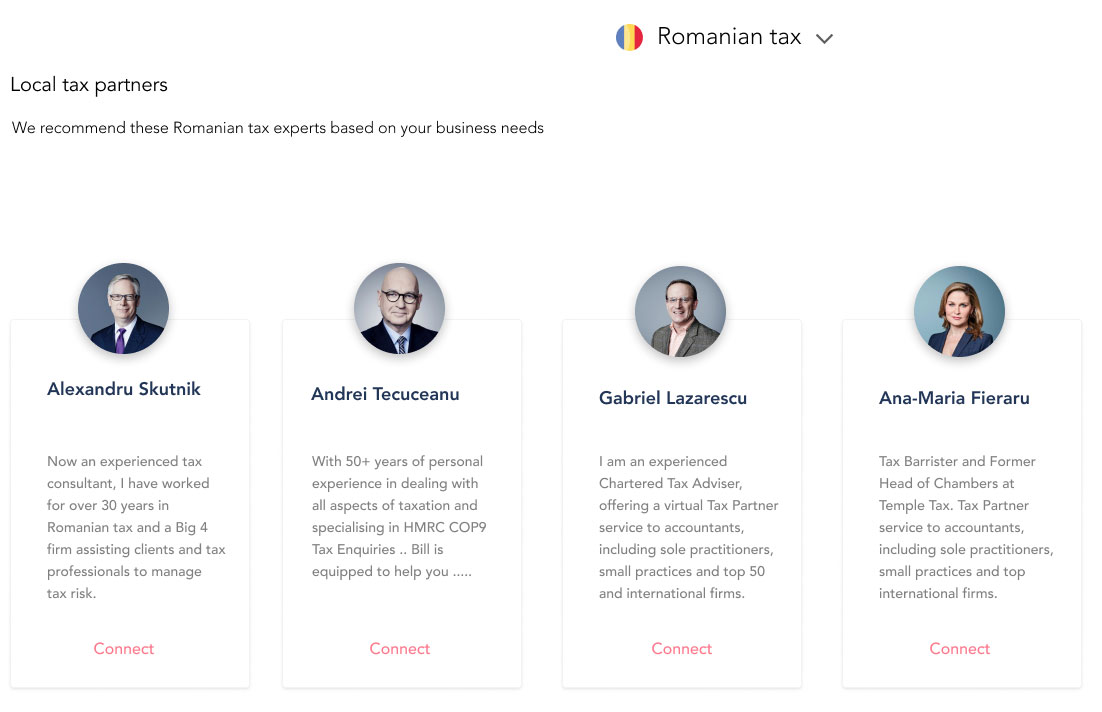 Romanian tax
Local tax partners
We recommend these Romanian tax experts based on your business needs
Alexandru Skutnik
Now an experienced tax
consultant, I have worked
for over 30 years in
Romanian tax and a Big 4
firm assisting clients and tax
professionals to manage
tax risk.
Connect
Andrei Tecuceanu
With 50+ years of personal
experience in dealing with
all aspects of taxation and
specialising in HMRC COP9
Tax Enquiries .. Bill is
equipped to help you .....
Connect
Gabriel Lazarescu
I am an experienced
Chartered Tax Adviser,
offering a virtual Tax Partner
service to accountants,
including sole practitioners,
small practices and top 50
and international firms.
Connect
Ana-Maria Fieraru
Tax Barrister and Former
Head of Chambers at
Temple Tax. Tax Partner
service to accountants,
including sole practitioners,
small practices and top
international firms.
Connect